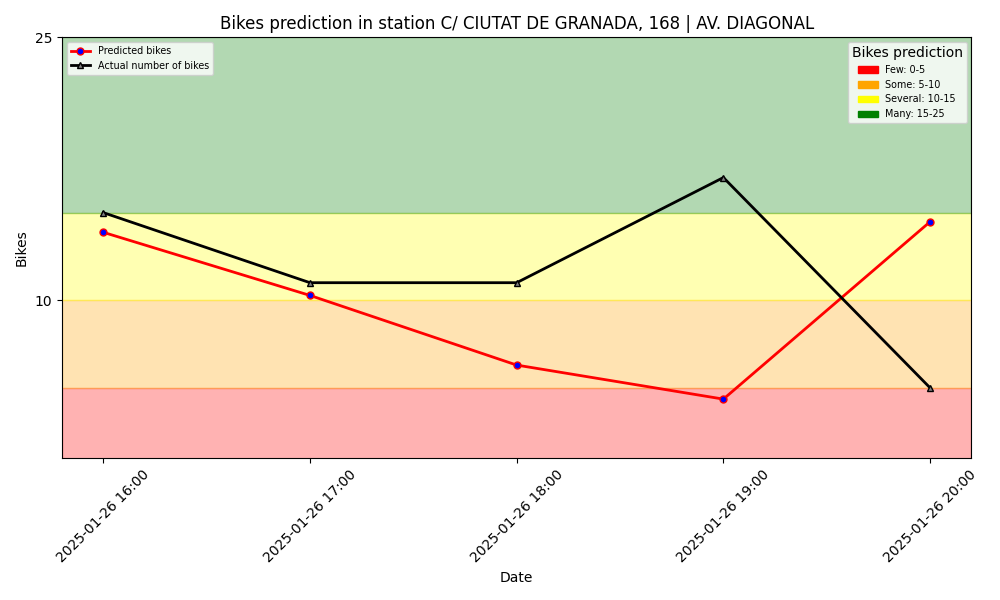 Bikes prediction in station C/ CIUTAT DE GRANADA, 168 | AV. DIAGONAL
25
10
Bikes
Predicted bikes
Actual number of bikes
Bikes prediction
Few: 0-5
Some: 5-10
Several: 10-15
Many: 15-25
2025-01-26 16:00
2025-01-26 17:00
2025-01-26 18:00
2025-01-26 19:00
2025-01-26 20:00
Date